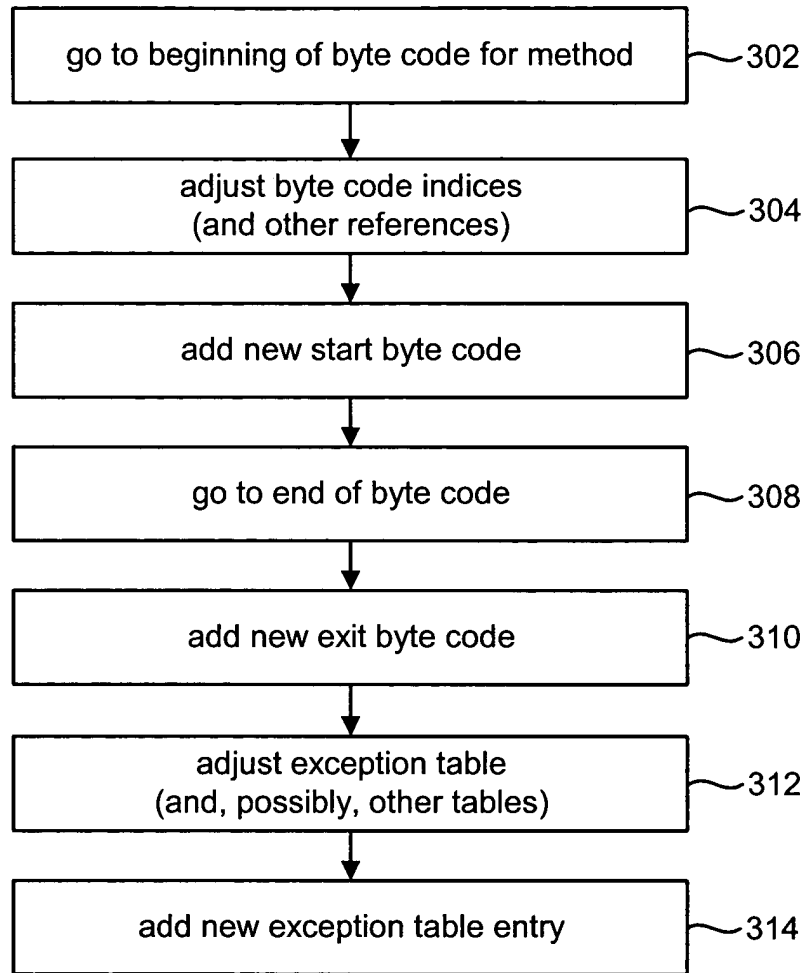 go to beginning of byte code for method 302
adjust byte code indices
(and other references) 304
add new start byte code 306
go to end of byte code 308
add new exit byte code 310
adjust exception table
(and, possibly, other tables) 312
add new exception table entry 314